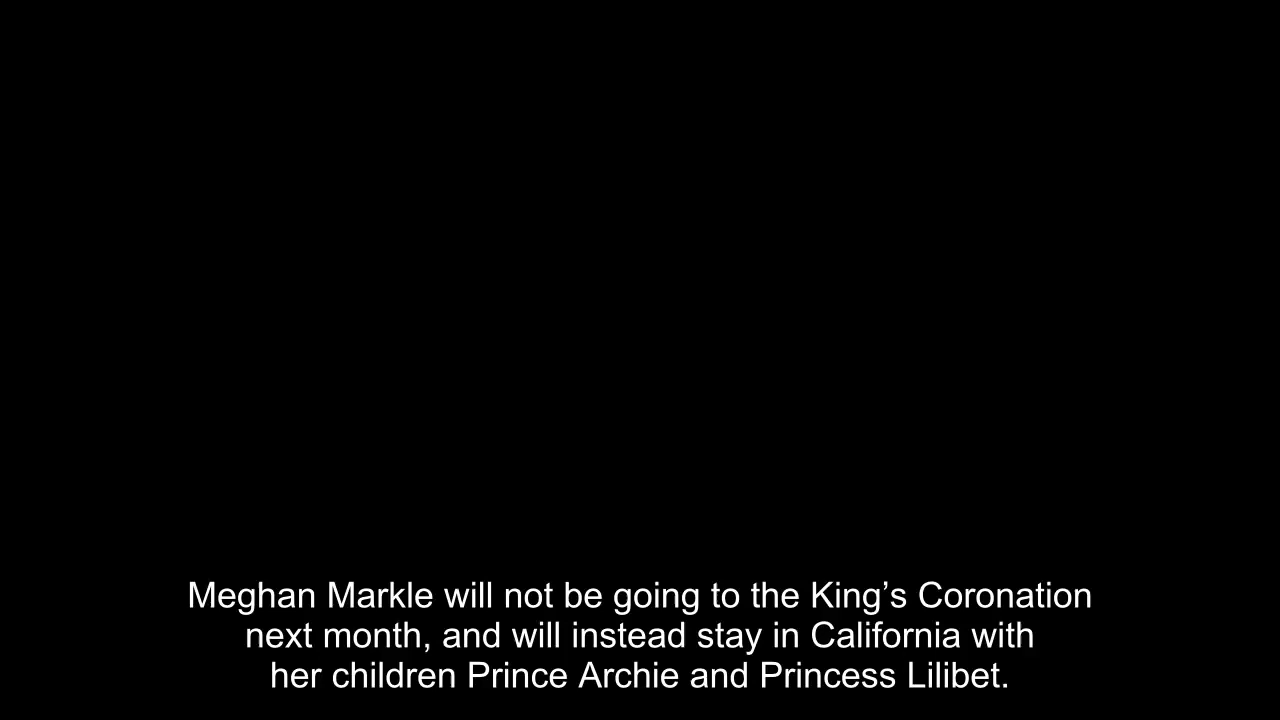 Meghan Markle will not be going to the King’s Coronation
next month, and will instead stay in California with
her children Prince Archie and Princess Lilibet.